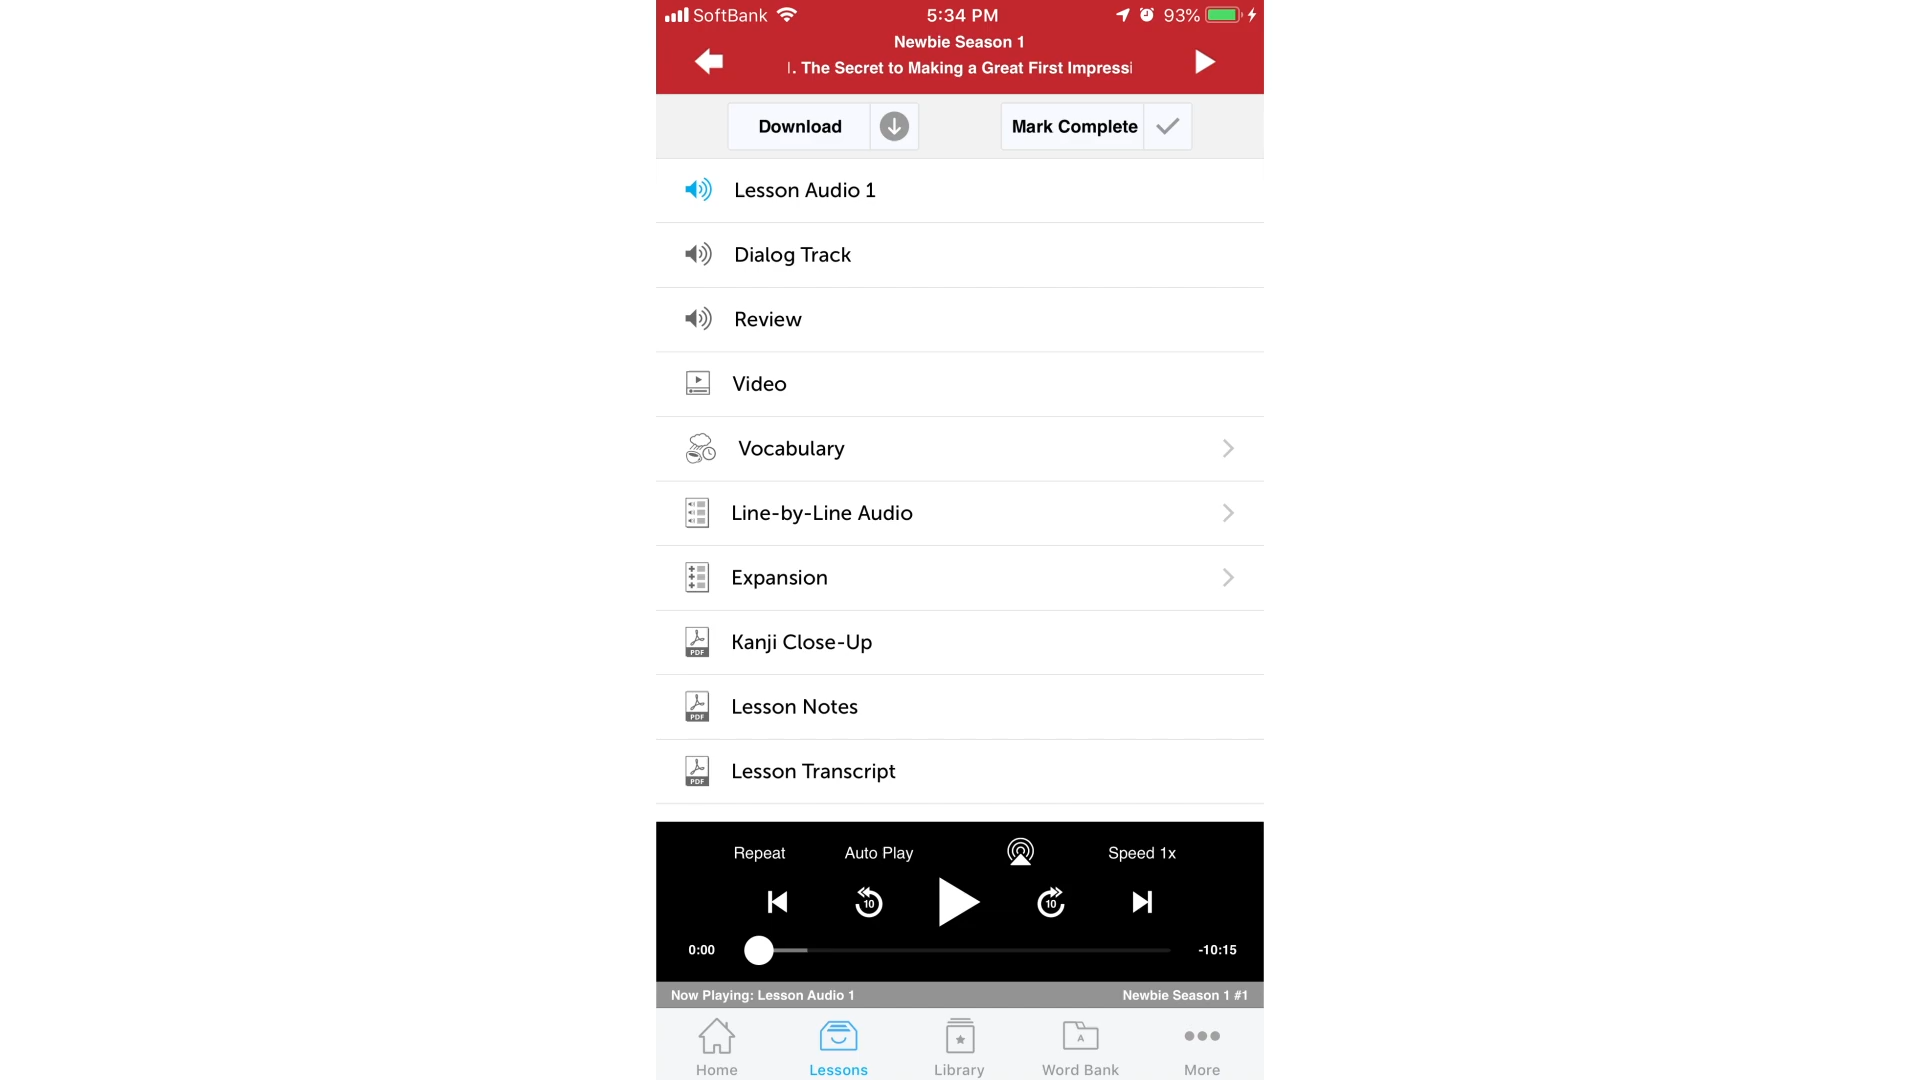 SoftBank
5:34 PM
93%
Newbie Season 1
. The Secret to Making a Great First Impressi
Download
Mark Complete
Lesson Audio 1
Dialog Track
Review
Video
Vocabulary
Line-by-Line Audio
Expansion
PDF
Kanji Close-Up
PDF
Lesson Notes
PDF
Lesson Transcript
Repeat
Auto Play
Speed 1x
10
10
0:00
-10:15
Now Playing: Lesson Audio 1
Newbie Season 1 #1
A
Home
Lessons
Library
Word Bank
More